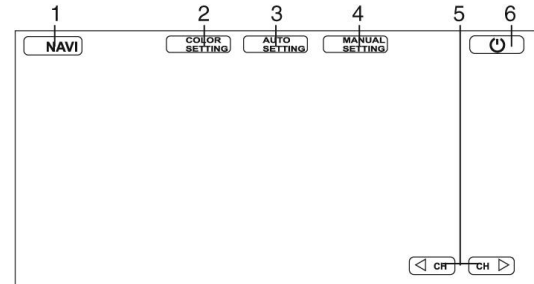 1 2 3 4 5 6
NAVI
COLOR SETTING
AUTO SETTING
MANUAL SETTING
CH CH